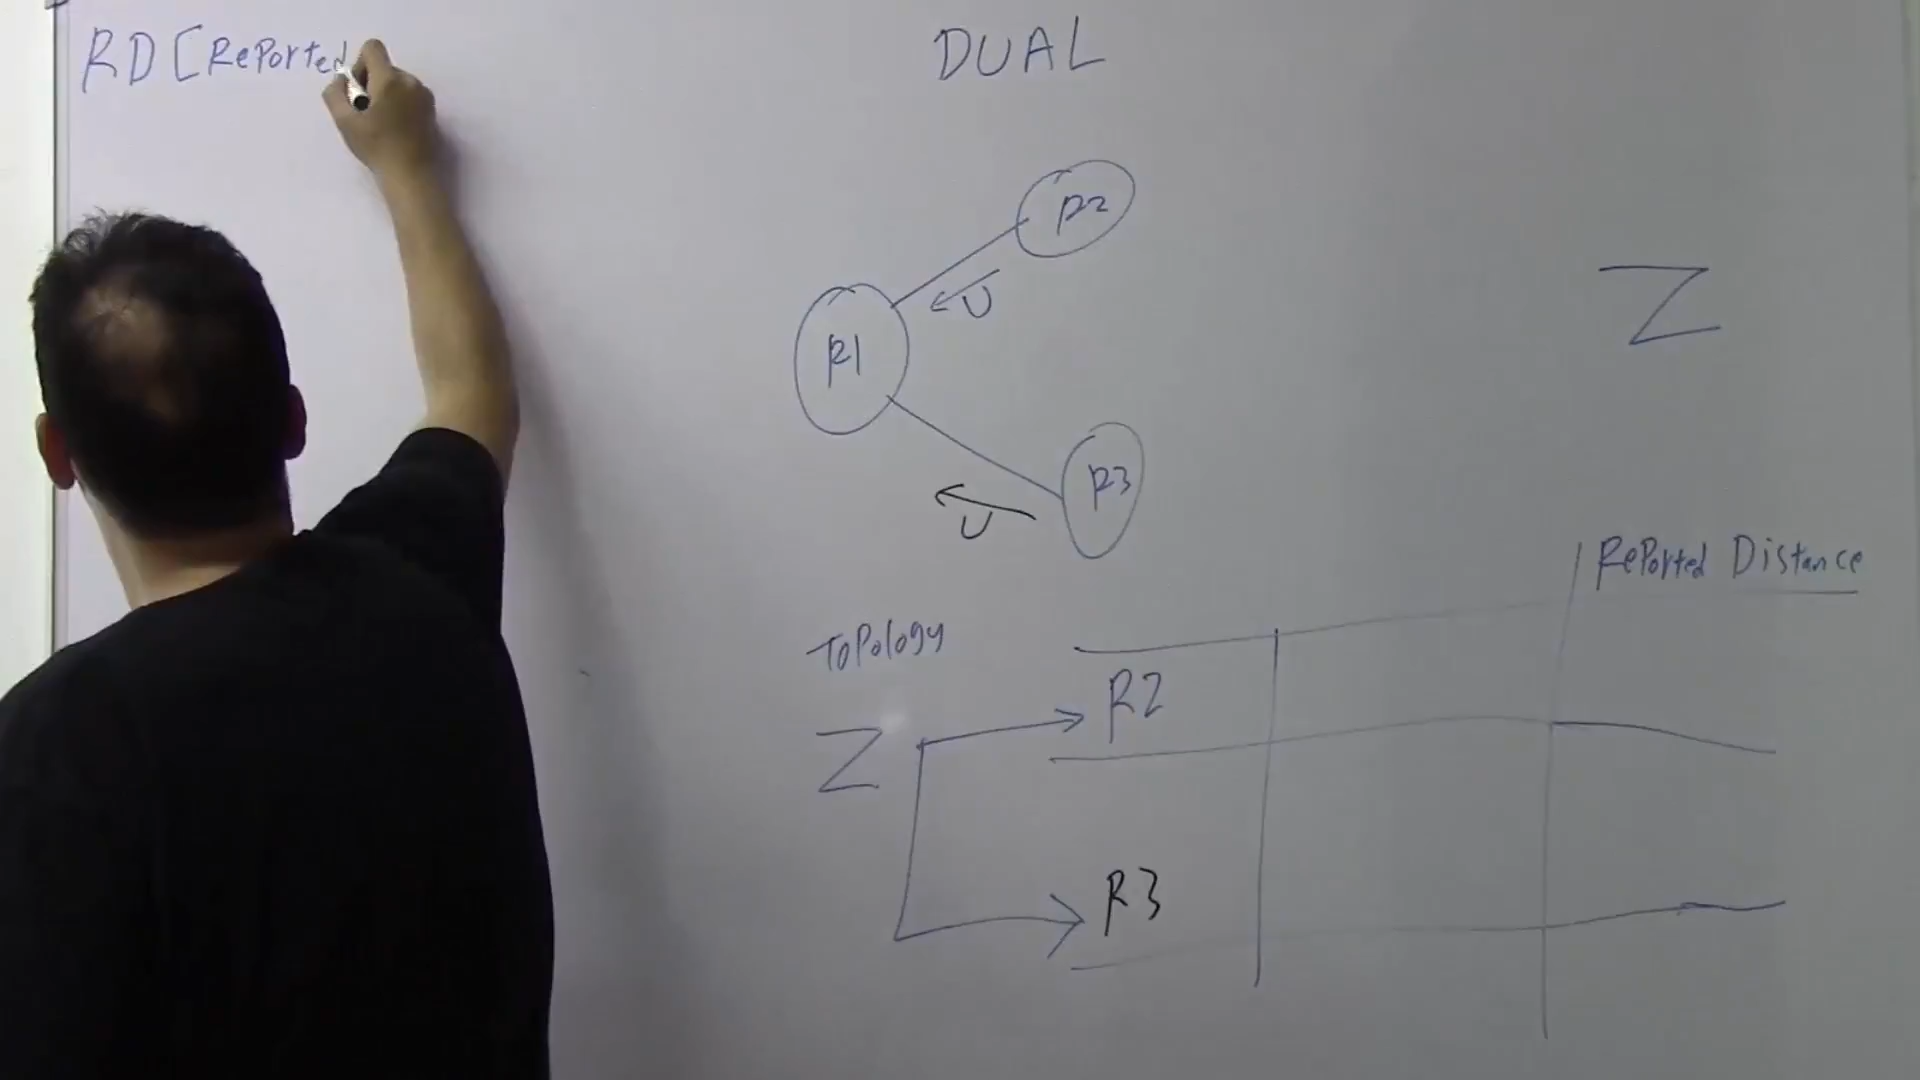 RD [Reported
DUAL
R2
U
R1
Z
R3
U
Reported Distance
Topology
R2
Z
R3